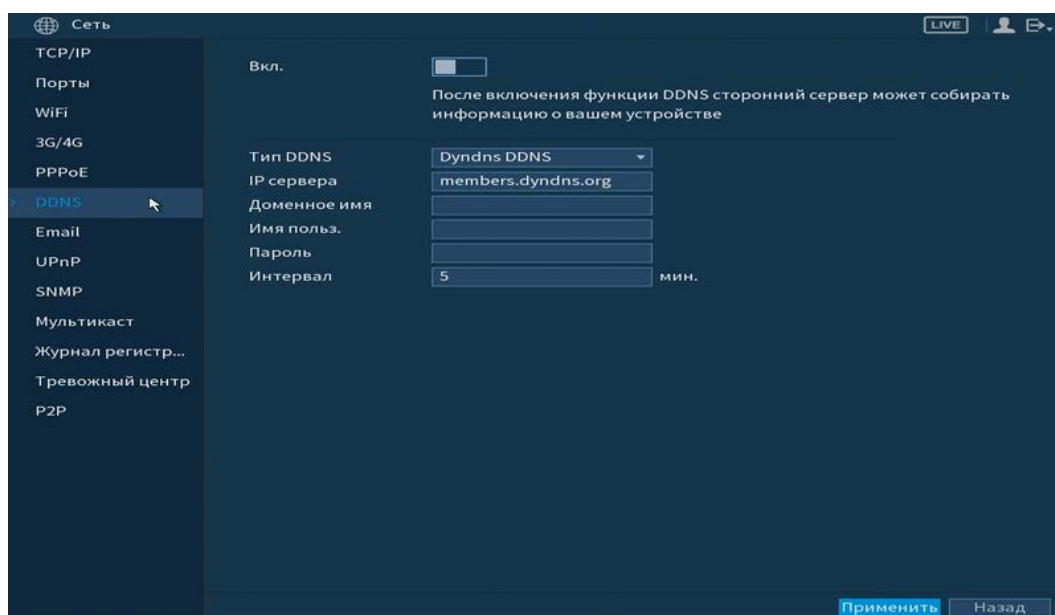 Сеть
LIVE
TCP/IP
Порты
WiFi
3G/4G
PPPoE
DDNS
Email
UPnP
SNMP
Мультикаст
Журнал регистр...
Тревожный центр
P2P
Вкл.
После включения функции DDNS сторонний сервер может собирать
информацию о вашем устройстве
Тип DDNS Dyndns DDNS
IP сервера members.dyndns.org
Доменное имя
Имя польз.
Пароль
Интервал 5 мин.
Применить Назад